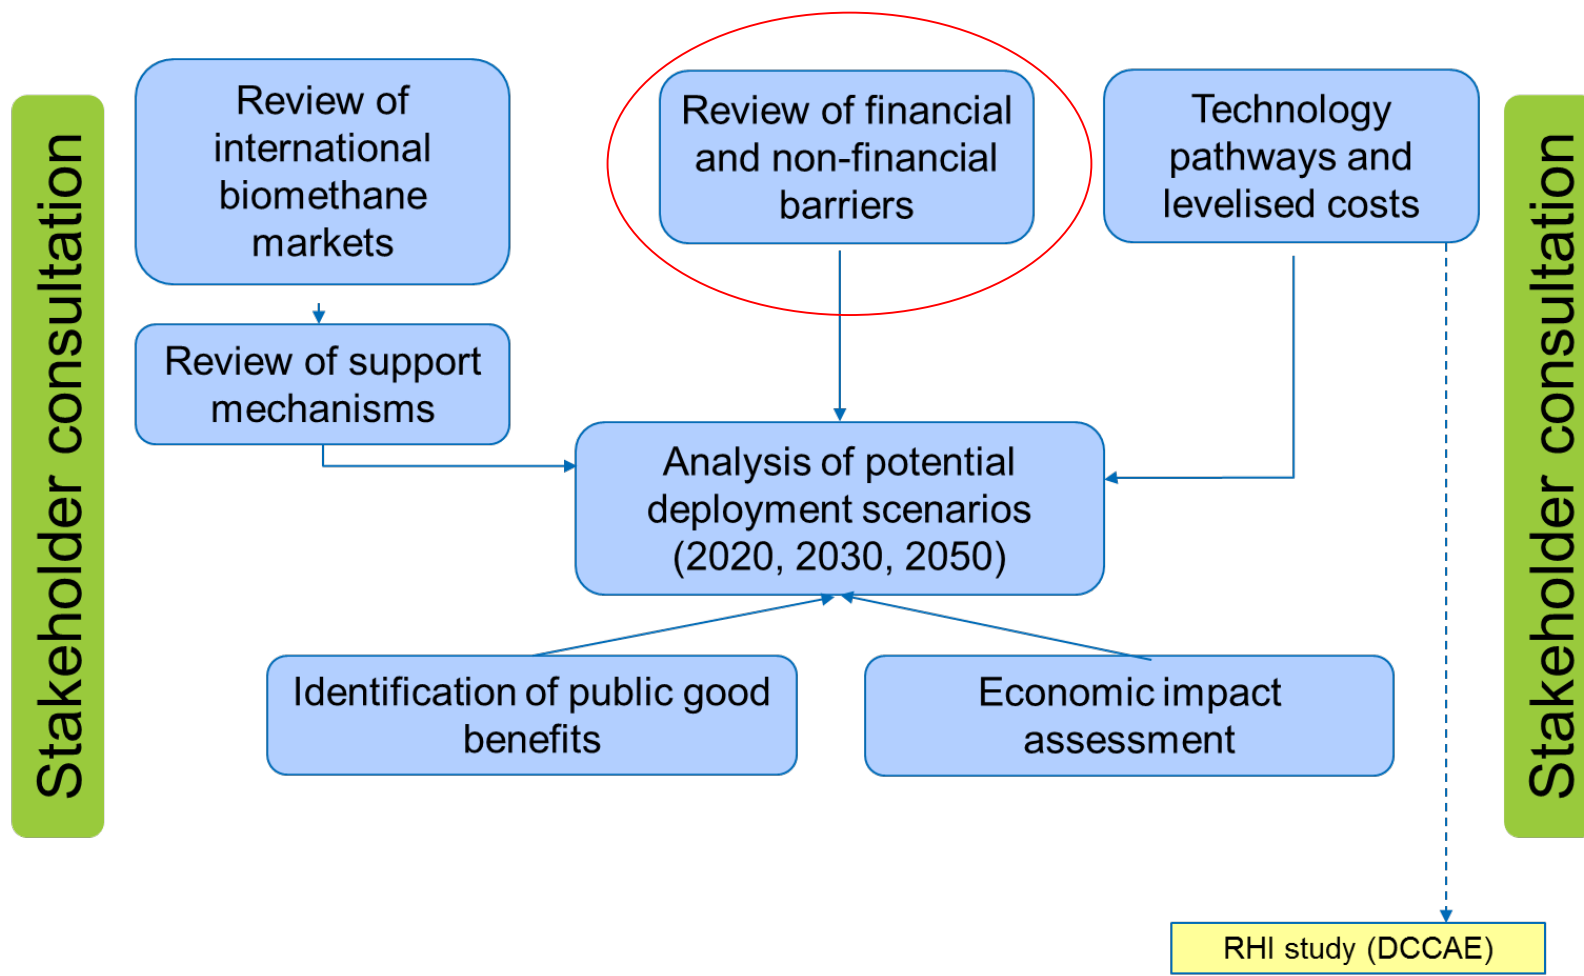 Stakeholder consultation
Review of
international
biomethane
markets
Review of financial
and non-financial
barriers
Technology
pathways and
levelised costs
Stakeholder consultation
Review of support
mechanisms
Analysis of potential
deployment scenarios
(2020, 2030, 2050)
Identification of public good
benefits
Economic impact
assessment
RHI study (DCCAE)